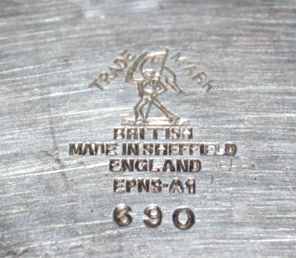 TRADE MARK
BRITISH
MADE IN SHEFFIELD
ENGLAND
EPNS-A1
690